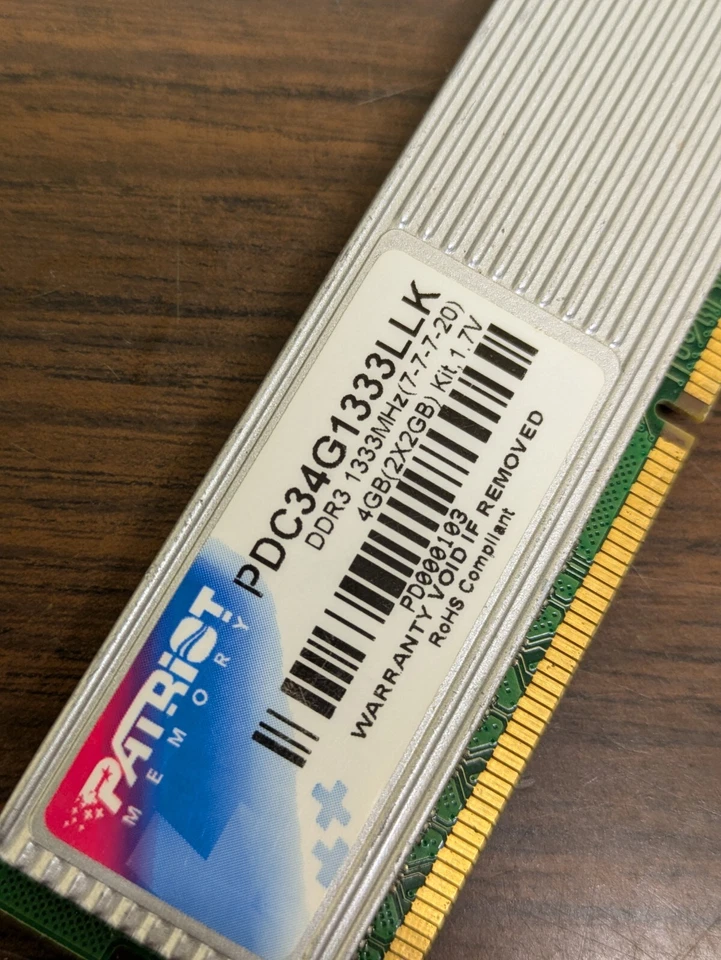 PATRIOT
MEMORY
PDC34G1333LLK
DDR3 1333MHz(7-7-7-20)
4GB(2X2GB) Kit, 1.7V
PD000103
WARRANTY VOID IF REMOVED
RoHS Compliant